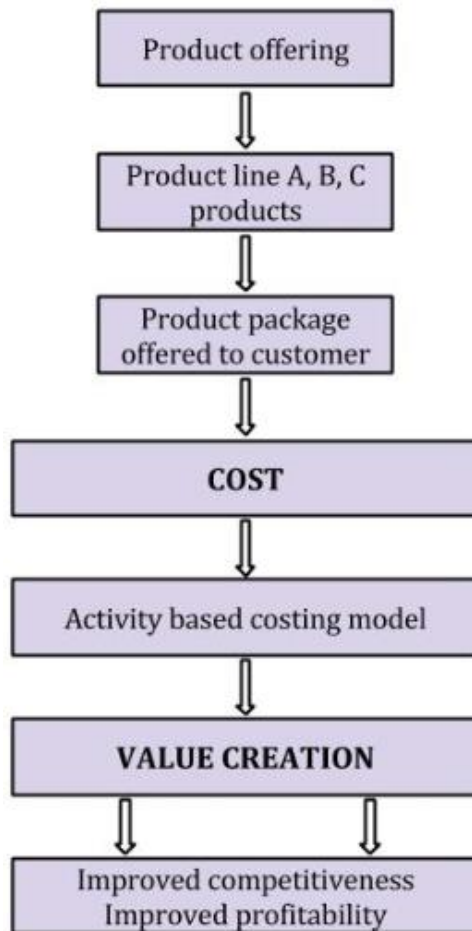 Product offering
Product line A, B, C
products
Product package
offered to customer
COST
Activity based costing model
VALUE CREATION
Improved competitiveness
Improved profitability